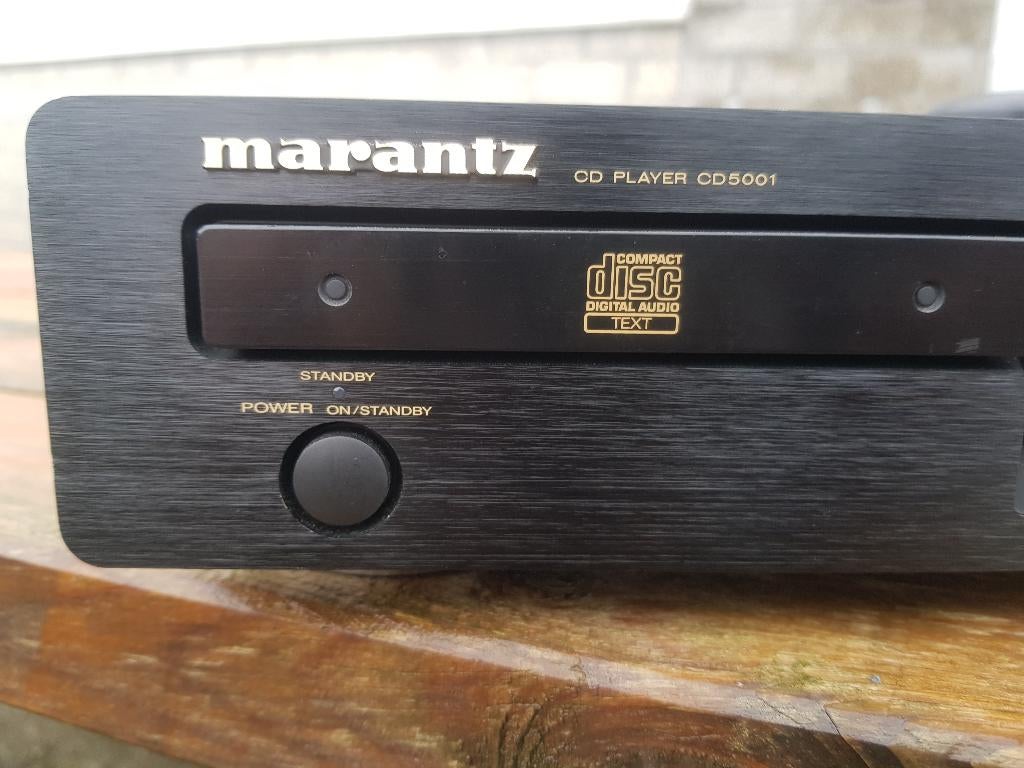 marantz
CD PLAYER CD5001
COMPACT
disc
DIGITAL AUDIO
TEXT
STANDBY
POWER ON/STANDBY